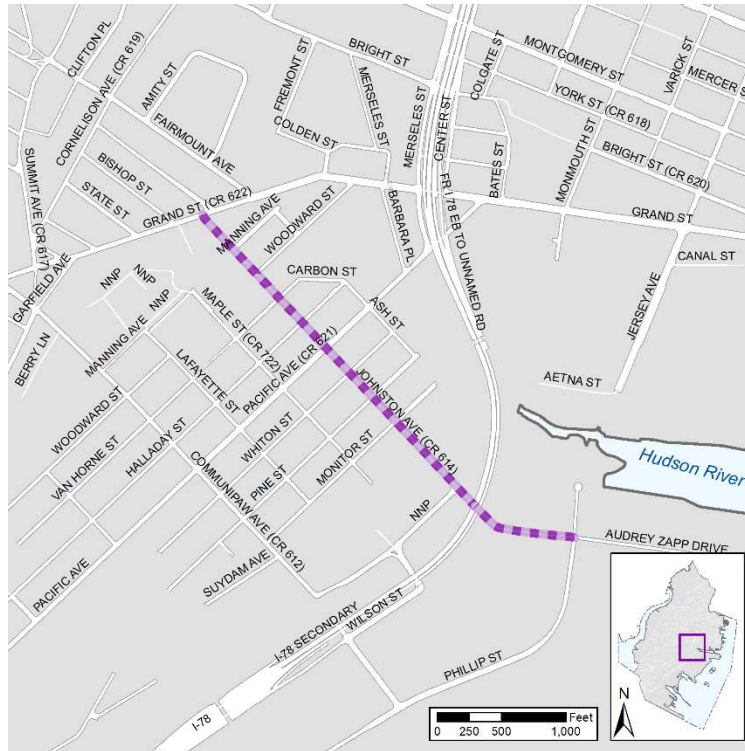 CLIFTON PL
CORNELISON AVE (CR 619)
AMITY ST
FAIRMOUNT AVE
FREMONT ST
BRIGHT ST
MERSELES ST
COLDEN ST
MERSELES ST
CENTER ST
COLGATE ST
MONTGOMERY ST
VARICK ST
MERCER S
YORK ST (CR 618)
BRIGHT ST (CR 620)
MONMOUTH ST
BATES ST
BISHOP ST
STATE ST
SUMMIT AVE (CR 617)
GRAND ST (CR 622)
MANNING AVE
WOODWARD ST
BARBARA PL
FR I-78 EB TO UNNAMED RD
GRAND ST
CANAL ST
JERSEY AVE
GARFIELD AVE
BERRY LN
NNP
NNP
NNP
MANNING AVE
CARBON ST
ASH ST
MAPLE ST (CR 722)
LAFAYETTE ST
PACIFIC AVE (CR 621)
JOHNSTON AVE (CR 614)
AETNA ST
WOODWARD ST
VAN HORNE ST
HALLADAY ST
WHITON ST
PINE ST
MONITOR ST
COMMUNIPAW AVE (CR 612)
NNP
Hudson River
AUDREY ZAPP DRIVE
PACIFIC AVE
SUYDAM AVE
I-78 SECONDARY
WILSON ST
PHILLIP ST
I-78
N
Feet
0 250 500 1,000